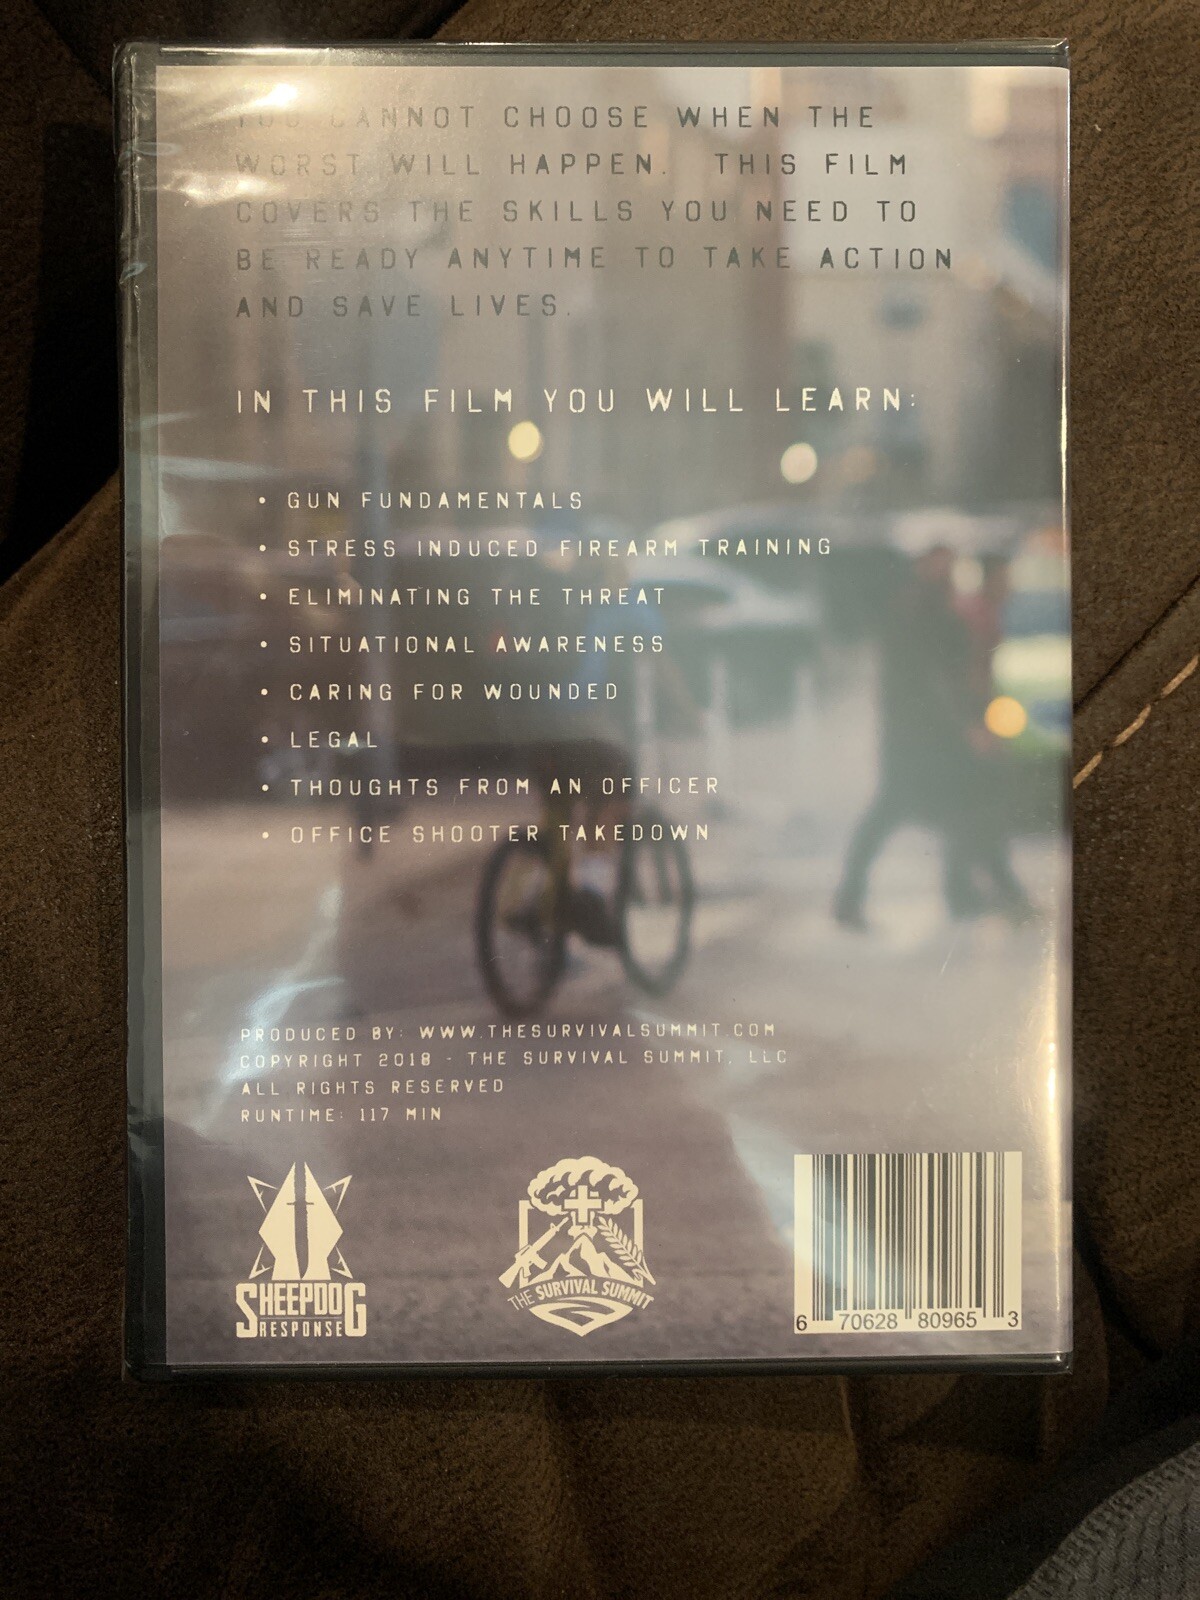 YOU CANNOT CHOOSE WHEN THE
WORST WILL HAPPEN. THIS FILM
COVERS THE SKILLS YOU NEED TO
BE READY ANYTIME TO TAKE ACTION
AND SAVE LIVES.
IN THIS FILM YOU WILL LEARN:
• GUN FUNDAMENTALS
• STRESS INDUCED FIREARM TRAINING
• ELIMINATING THE THREAT
• SITUATIONAL AWARENESS
• CARING FOR WOUNDED
• LEGAL
• THOUGHTS FROM AN OFFICER
• OFFICE SHOOTER TAKEDOWN
PRODUCED BY: WWW.THESURVIVALSUMMIT.COM
COPYRIGHT 2018 - THE SURVIVAL SUMMIT, LLC
ALL RIGHTS RESERVED
RUNTIME: 117 MIN
SHEEPDOG
RESPONSE
THE SURVIVAL SUMMIT
6 70628 80965 3